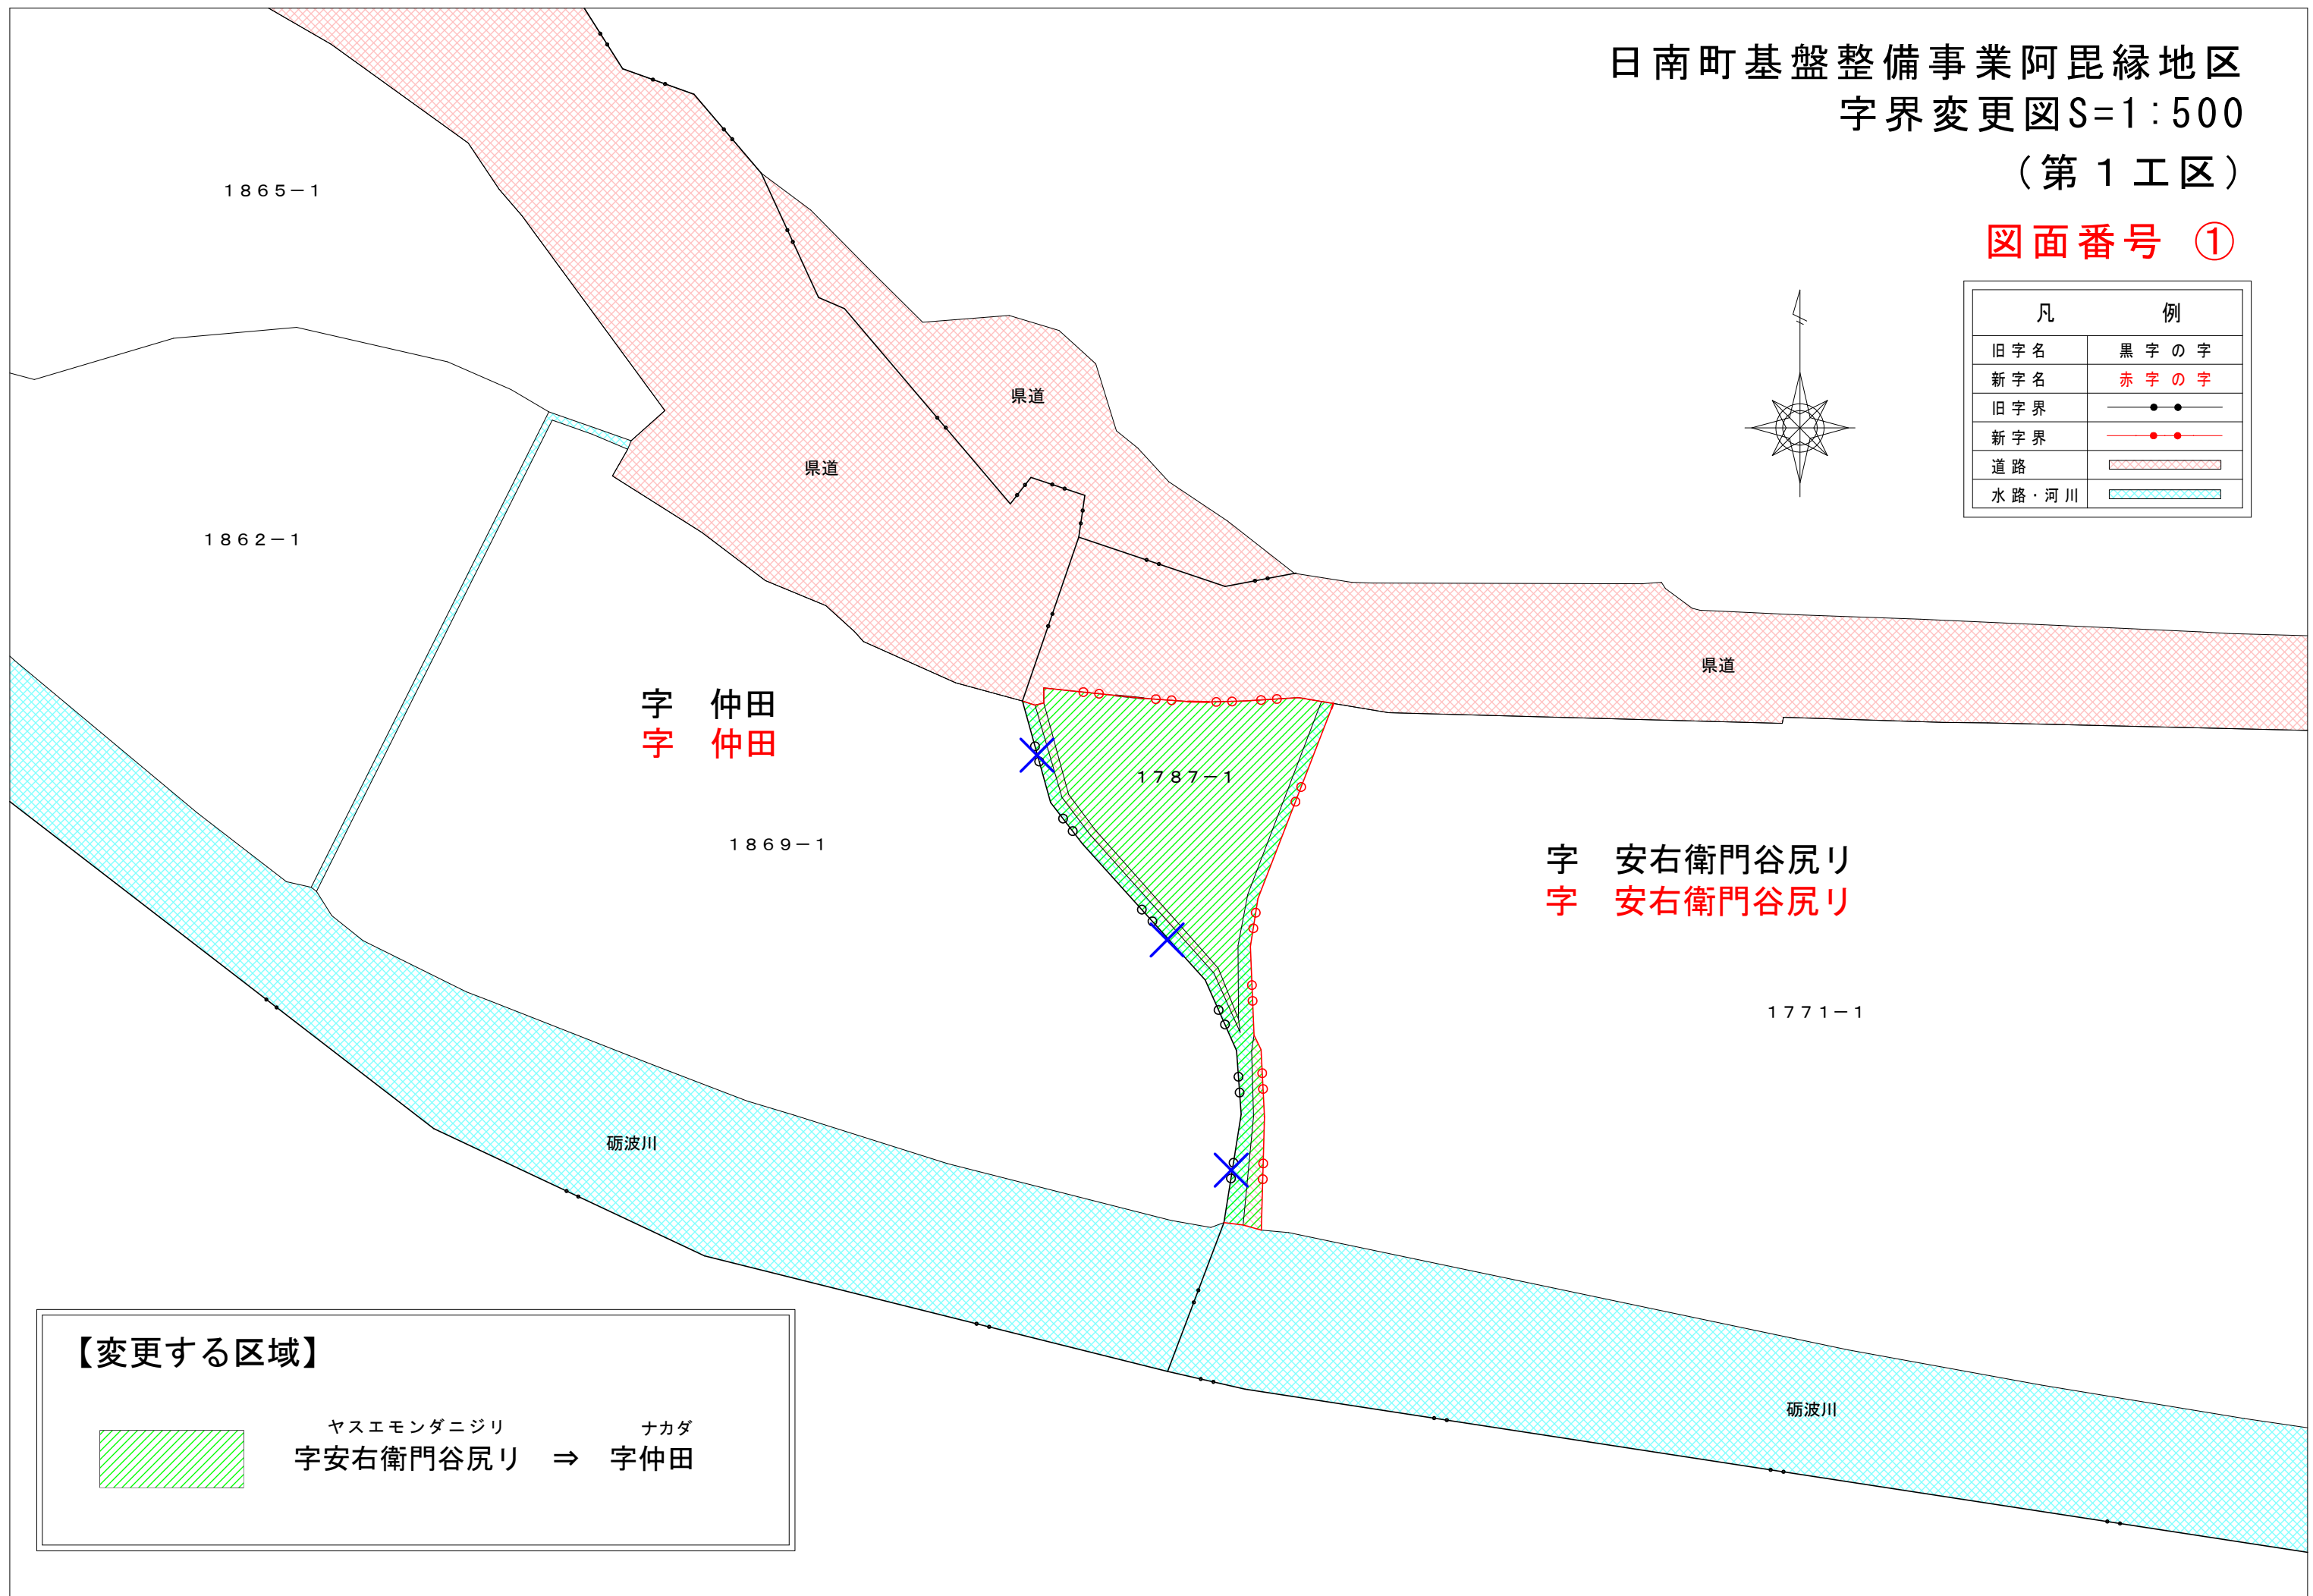 日南町基盤整備事業阿毘縁地区
字界変更図S=1:500
（第１工区）
図面番号 ①
凡 例
旧字名 黒字の字
新字名 赤字の字
旧字界
新字界
道路
水路・河川
１８６５－１
県道
県道
１８６２－１
県道
字 仲田
字 仲田
１７８７－１
１８６９－１
字 安右衛門谷尻リ
字 安右衛門谷尻リ
１７７１－１
砺波川
砺波川
【変更する区域】
ヤスエモンダニジリ ナカダ
字安右衛門谷尻リ ⇒ 字仲田